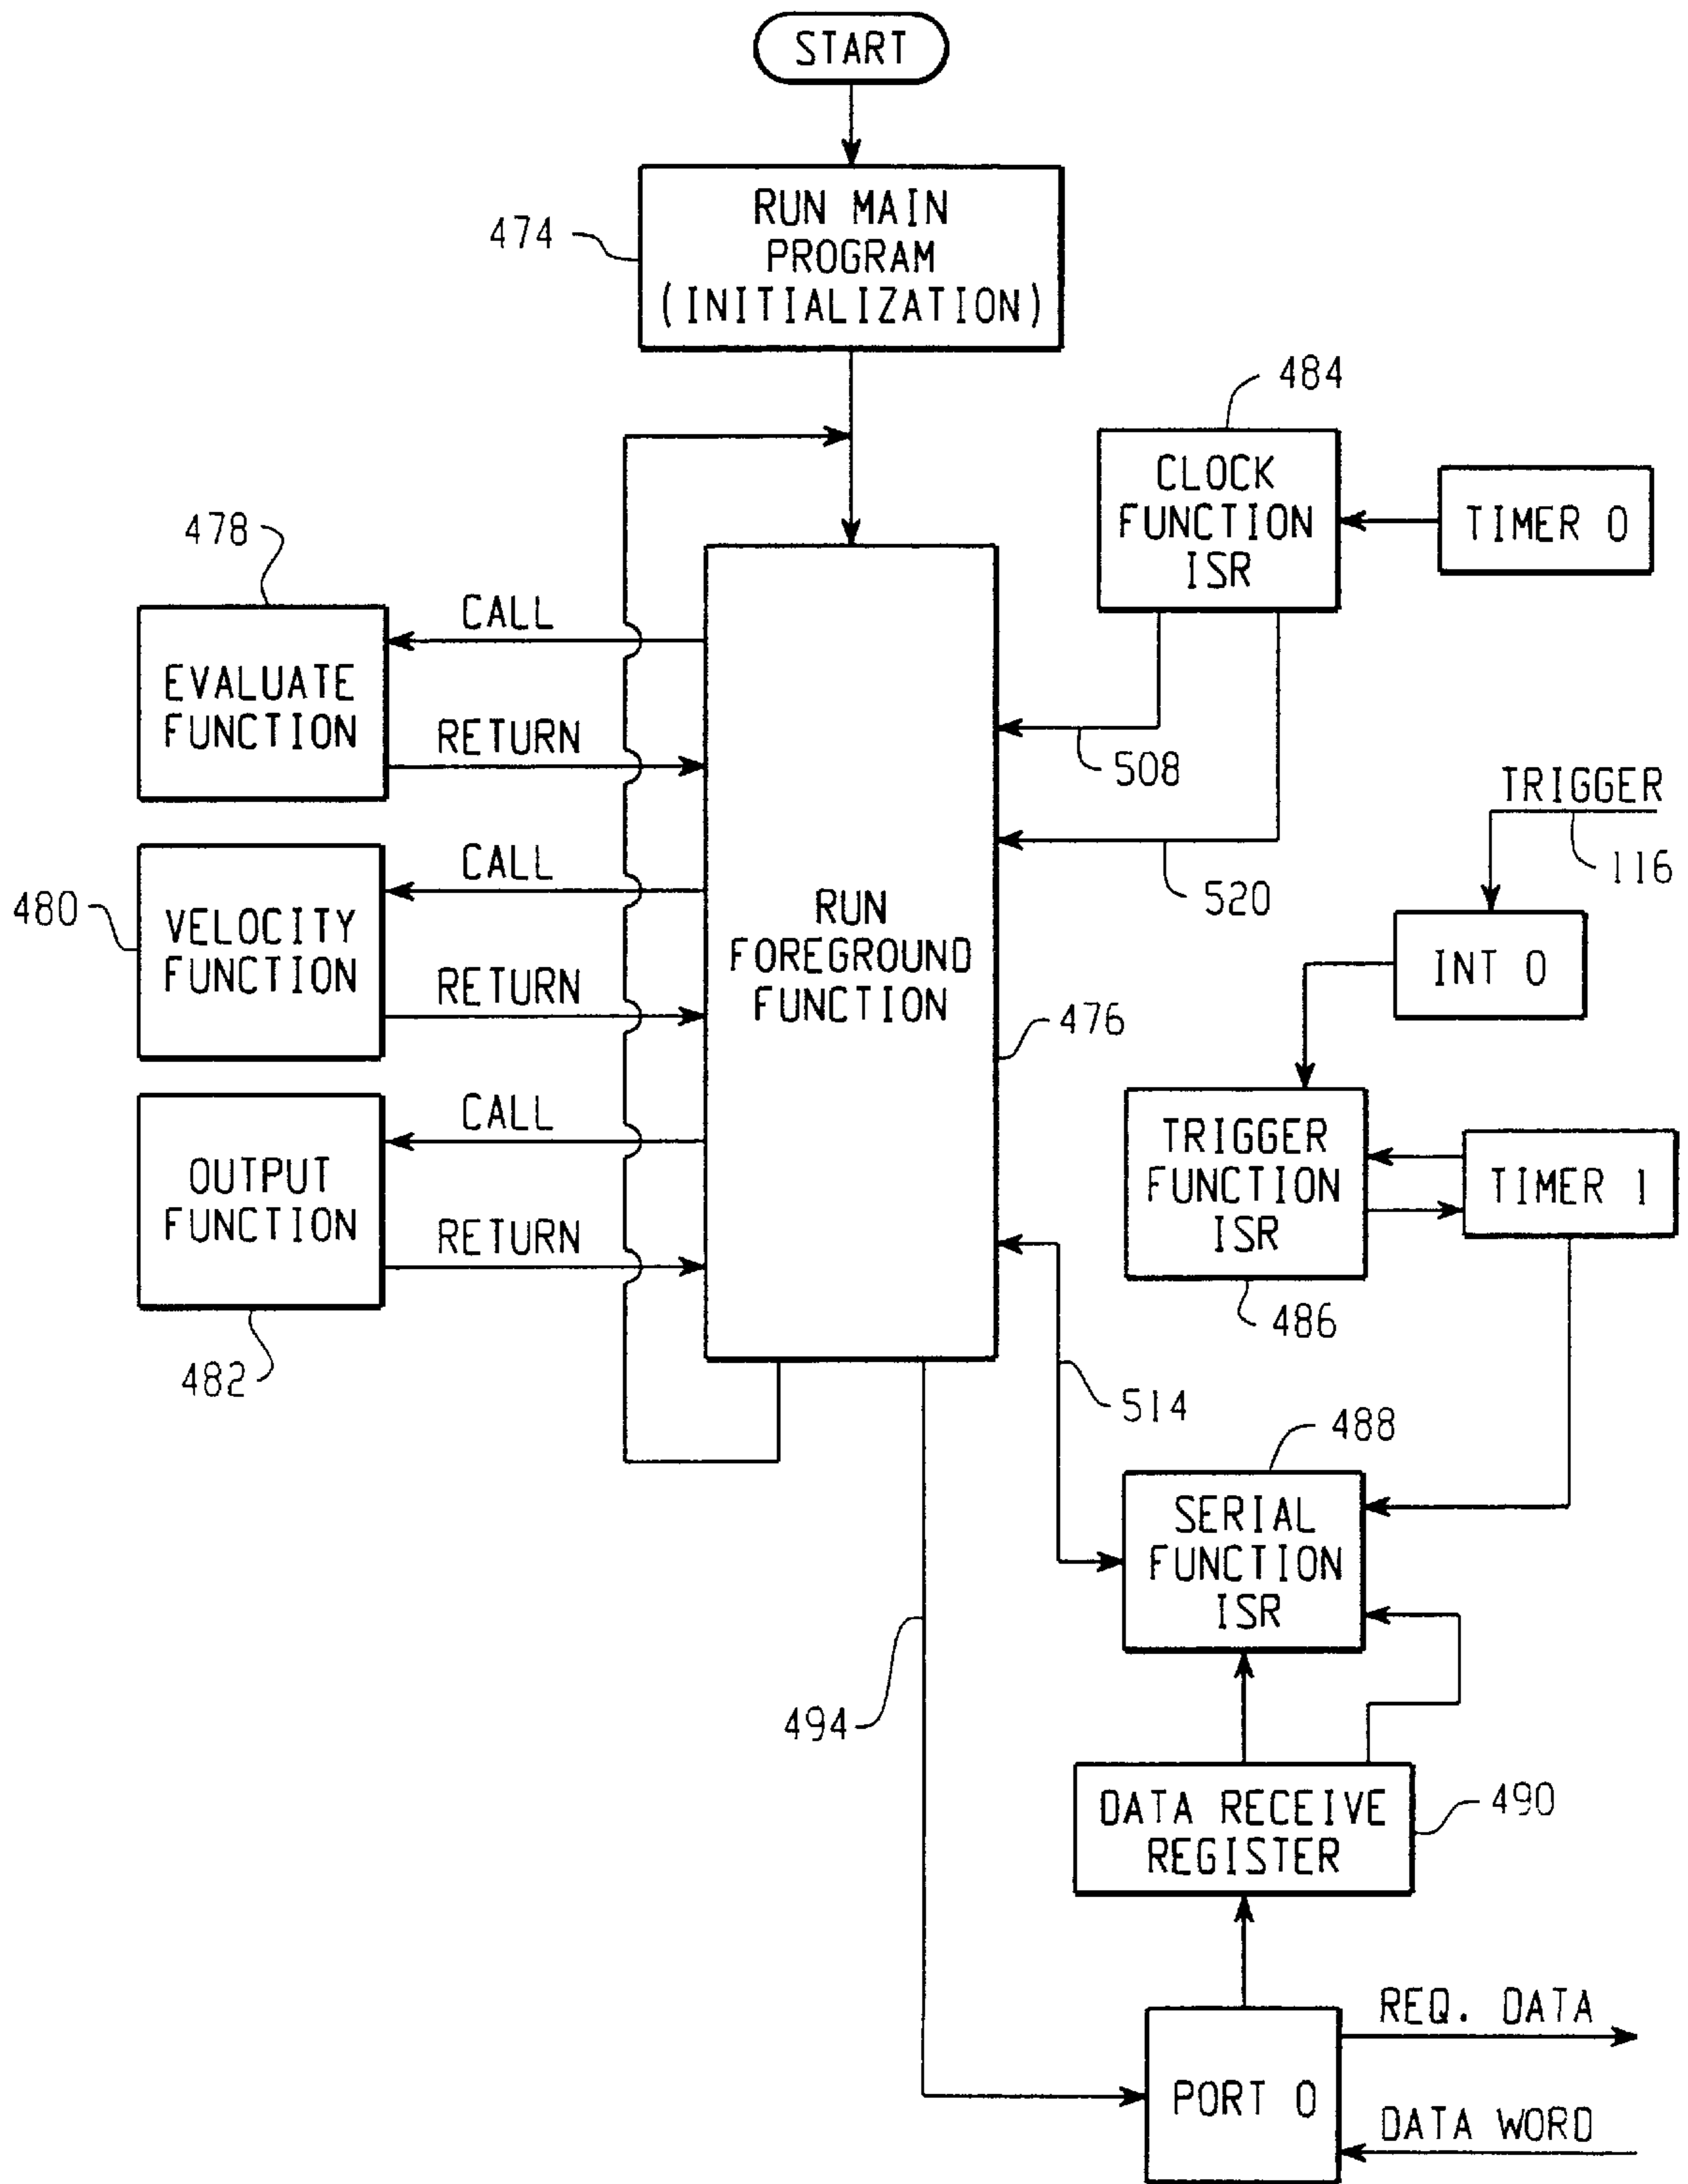 START
474
RUN MAIN
PROGRAM
(INITIALIZATION)
484
CLOCK
FUNCTION
ISR
TIMER 0
478
EVALUATE
FUNCTION
CALL
RETURN
508
520
TRIGGER
116
INT 0
480
VELOCITY
FUNCTION
CALL
RETURN
RUN
FOREGROUND
FUNCTION
476
TRIGGER
FUNCTION
ISR
TIMER 1
486
OUTPUT
FUNCTION
CALL
RETURN
482
514
488
SERIAL
FUNCTION
ISR
494
DATA RECEIVE
REGISTER
490
PORT 0
REQ. DATA
DATA WORD